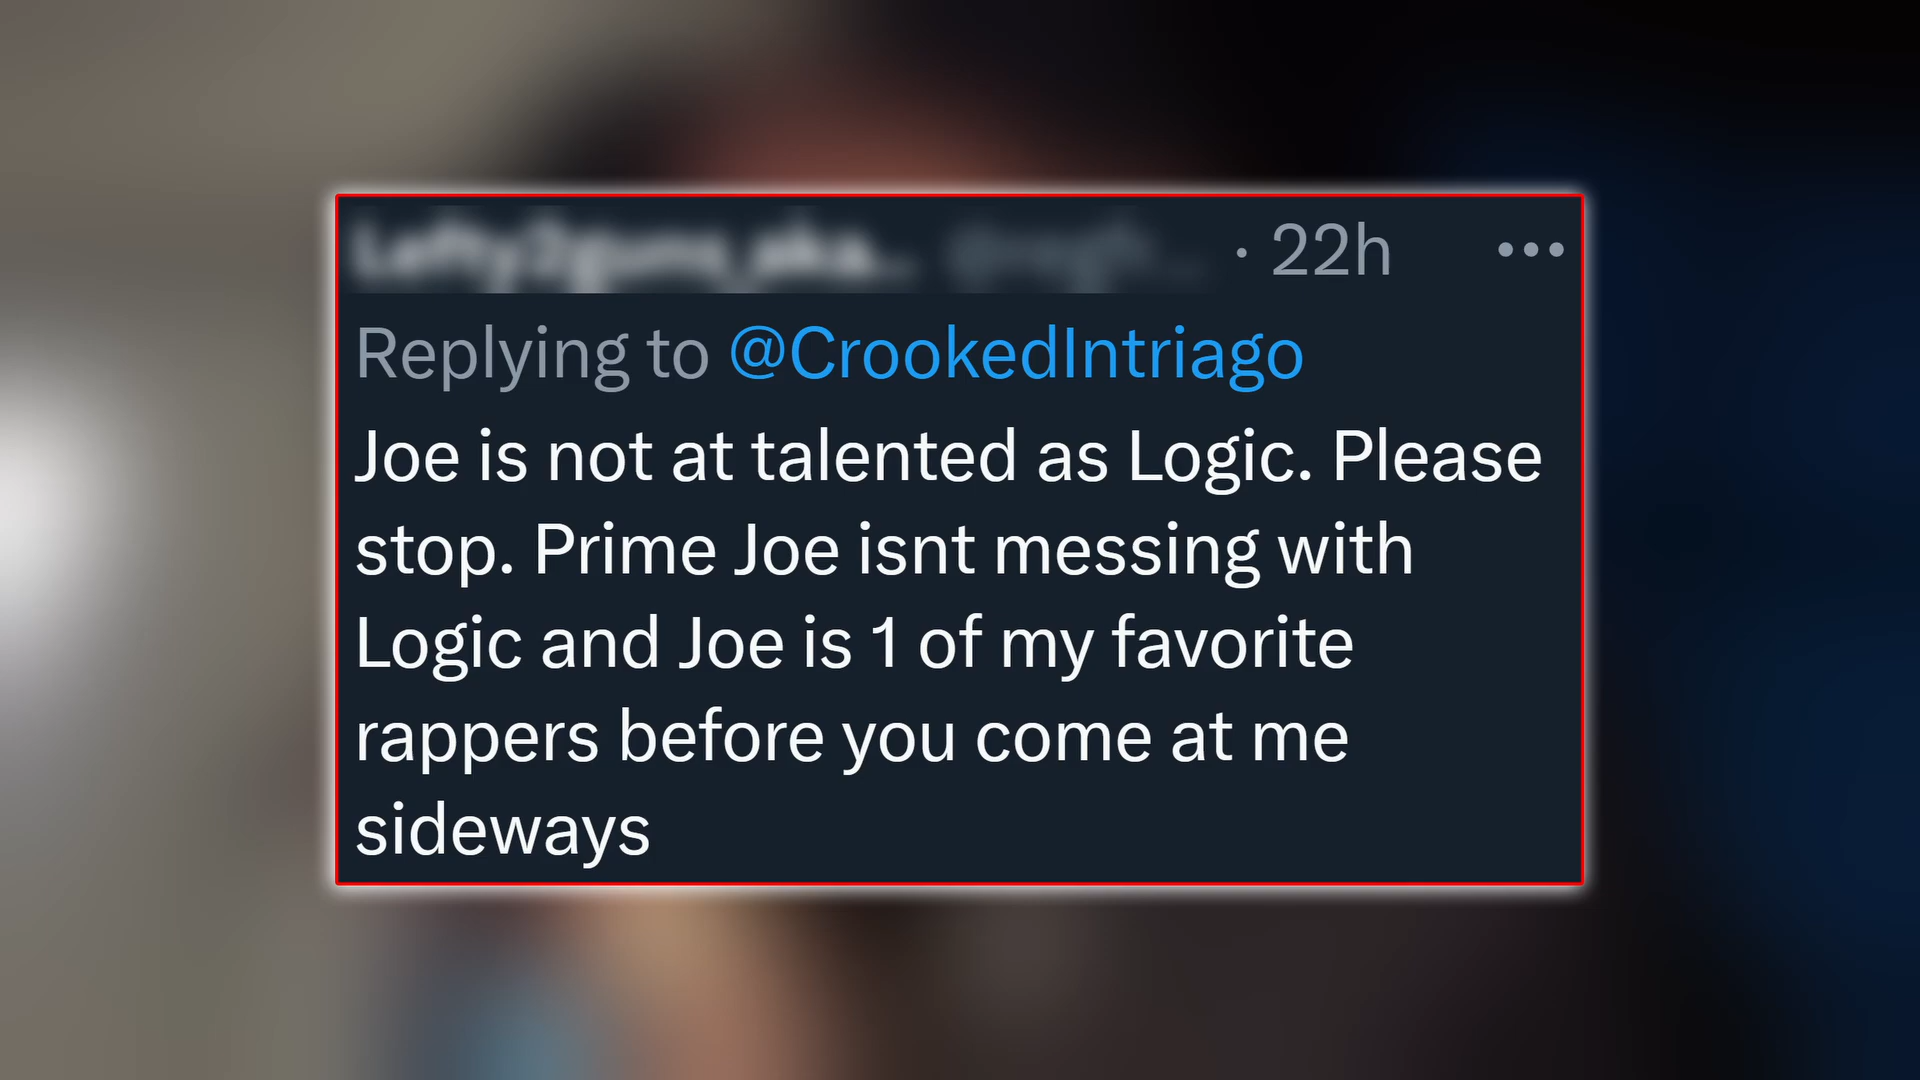 · 22h
Replying to @CrookedIntriago
Joe is not at talented as Logic. Please
stop. Prime Joe isnt messing with
Logic and Joe is 1 of my favorite
rappers before you come at me
sideways